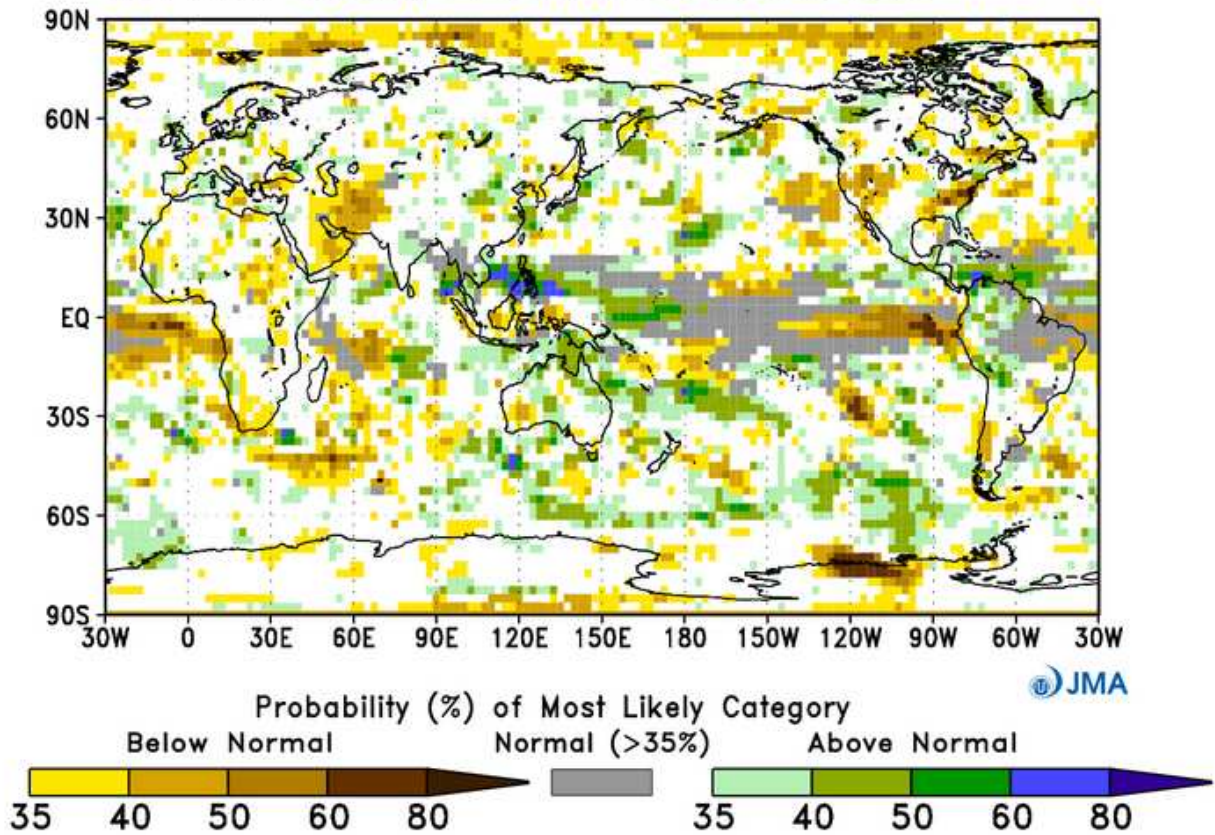 90N
60N
30N
EQ
30S
60S
90S
30W 0 30E 60E 90E 120E 150E 180 150W 120W 90W 60W 30W
JMA
Probability (%) of Most Likely Category
Below Normal Normal (>35%) Above Normal
35 40 50 60 80 35 40 50 60 80